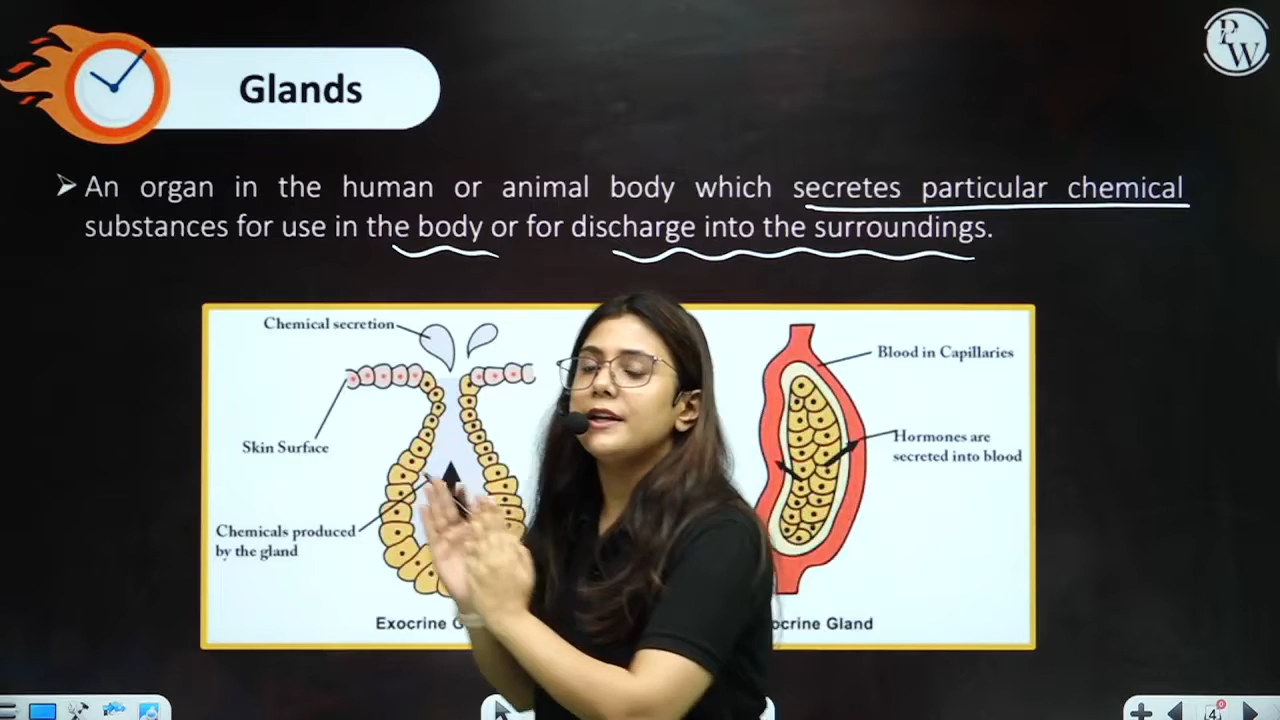 PW
Glands
➢ An organ in the human or animal body which secretes particular chemical
substances for use in the body or for discharge into the surroundings.
Chemical secretion
Skin Surface
Chemicals produced
by the gland
Exocrine G
Blood in Capillaries
Hormones are
secreted into blood
ocrine Gland
4